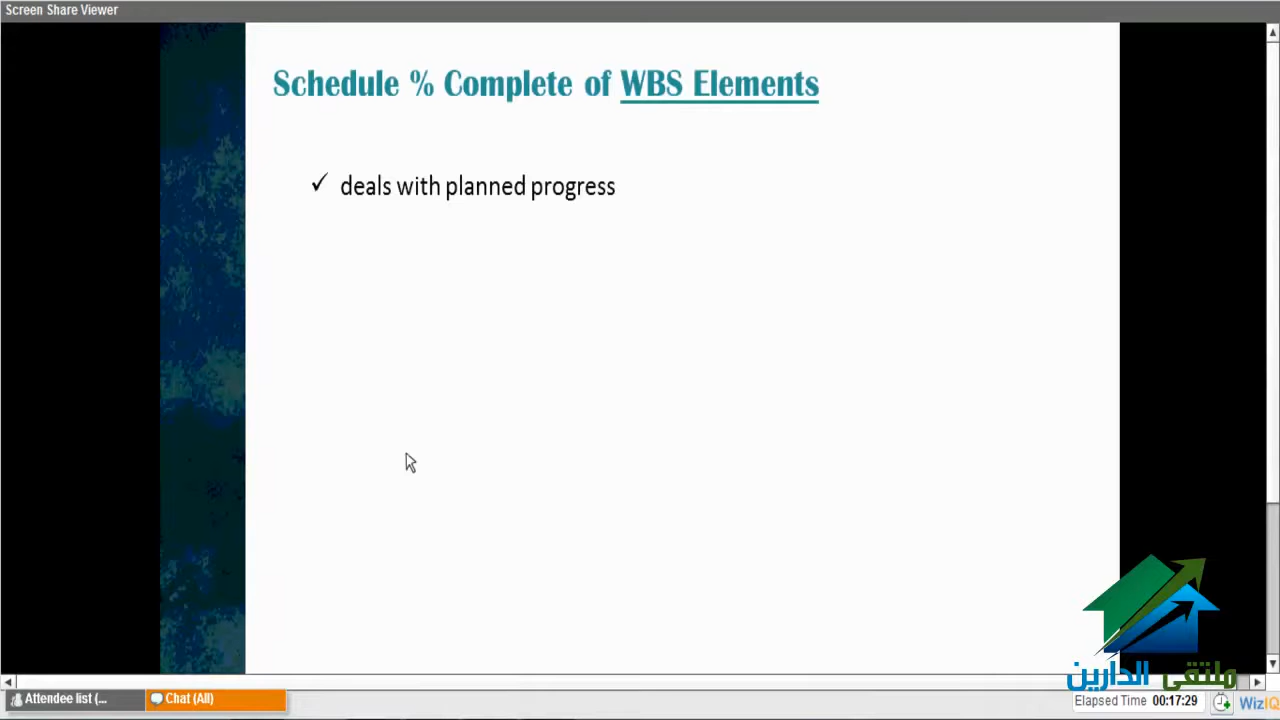 Screen Share Viewer
Schedule % Complete of WBS Elements
✓ deals with planned progress
ملتقى الدارين
Attendee list (...
Chat (All)
Elapsed Time 00:17:29
WizIQ